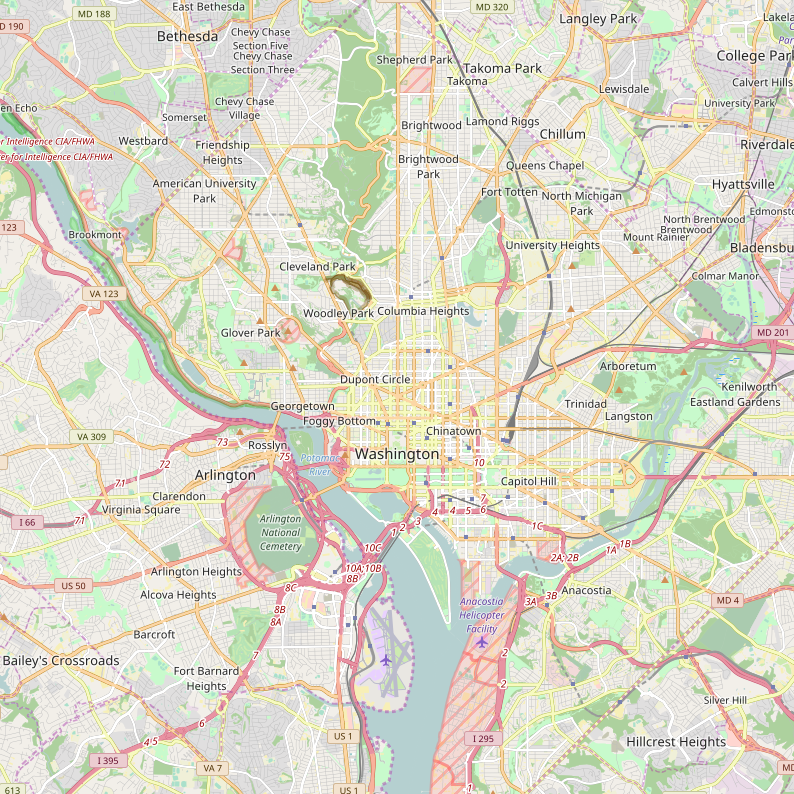 East Bethesda
MD 320
MD 190
MD 188
Langley Park
Bethesda
Chevy Chase
Section Five
Chevy Chase
Section Three
Shepherd Park
Takoma
Takoma Park
College Park
Calvert Hills
Lewisdale
en Echo
Chevy Chase
Village
University Park
Somerset
Brightwood
Lamond Riggs
Chillum
r for Intelligence CIA/FHWA
er for Intelligence CIA/FHWA
Westbard
Friendship
Heights
Brightwood
Park
Queens Chapel
Riverdale
American University
Park
Fort Totten
North Michigan
Park
Hyattsville
123
Brookmont
North Brentwood
Brentwood
Edmonsto
Mount Rainier
University Heights
Bladensbu
Cleveland Park
Colmar Manor
VA 123
Woodley Park
Columbia Heights
Glover Park
MD 201
Arboretum
Dupont Circle
Kenilworth
Eastland Gardens
Georgetown
Trinidad
Langston
Foggy Bottom
Chinatown
VA 309
73
Rosslyn
75
Potomac
River
Washington
72
Arlington
10
Capitol Hill
Clarendon
Virginia Square
7
71
I 66
Arlington
National
Cemetery
1 2 3 4 4 5 6
1C
1B
1A
10C
2A; 2B
10A;10B
8B
Arlington Heights
US 50
8C
Alcova Heights
Anacostia
3B
3A
MD 4
8B
8A
Anacostia
Helicopter
Facility
Barcroft
7
2
Bailey's Crossroads
Fort Barnard
Heights
2
Silver Hill
6
US 1
I 295
4 5
Hillcrest Heights
I 395
VA 7
613
US 1
1
MD